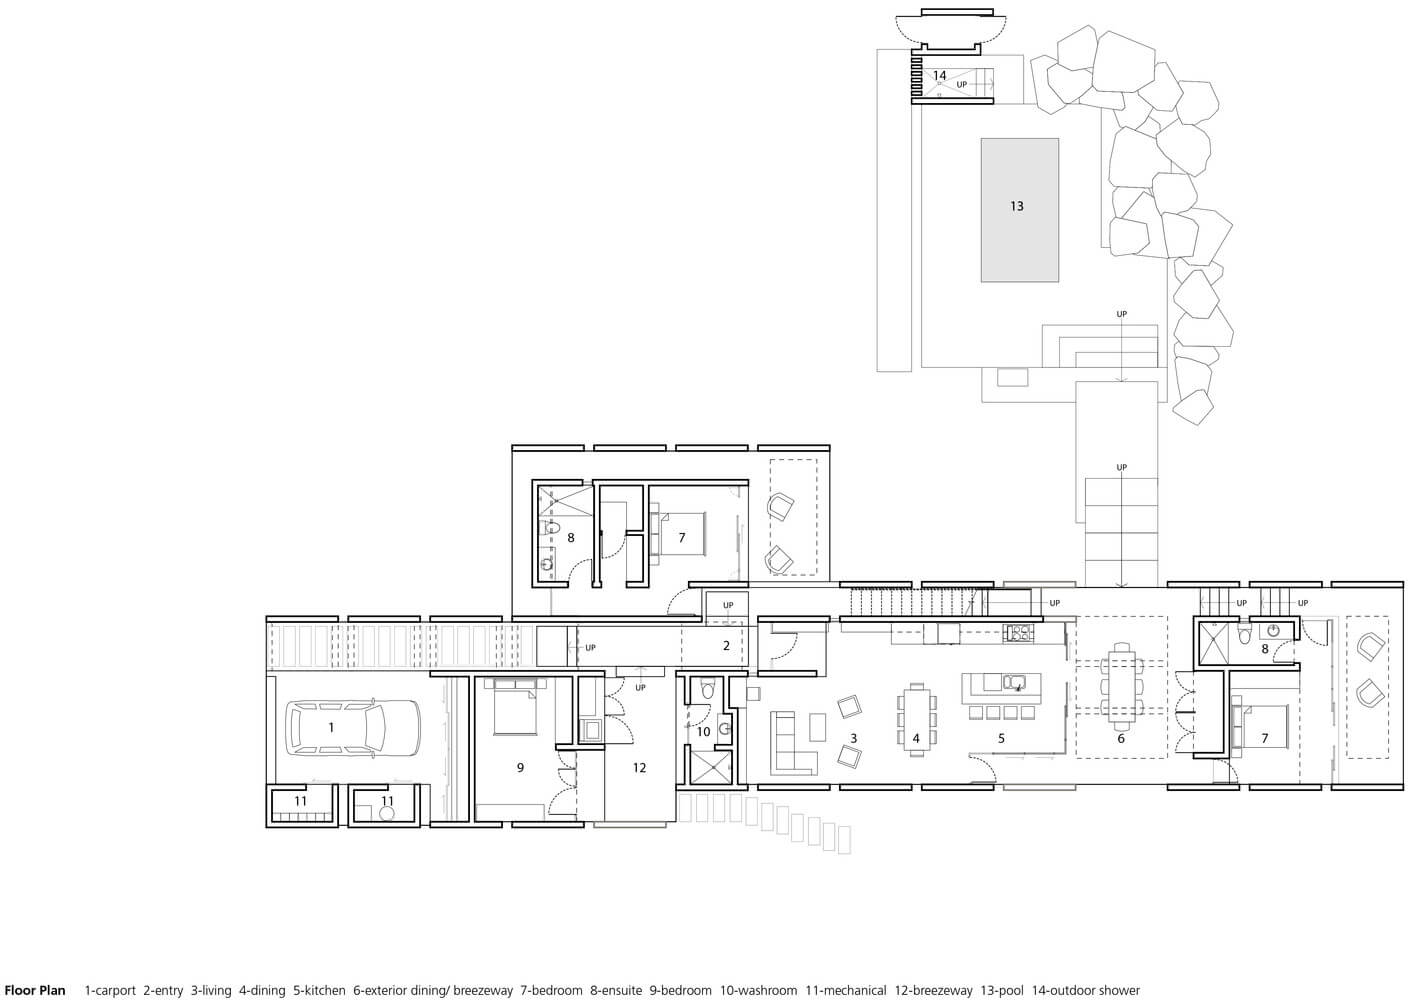 14
UP
13
UP
UP
8
7
UP
UP
UP
UP
2
UP
8
UP
1
10
3
4
5
6
7
9
12
11
11
Floor Plan 1-carport 2-entry 3-living 4-dining 5-kitchen 6-exterior dining/ breezeway 7-bedroom 8-ensuite 9-bedroom 10-washroom 11-mechanical 12-breezeway 13-pool 14-outdoor shower